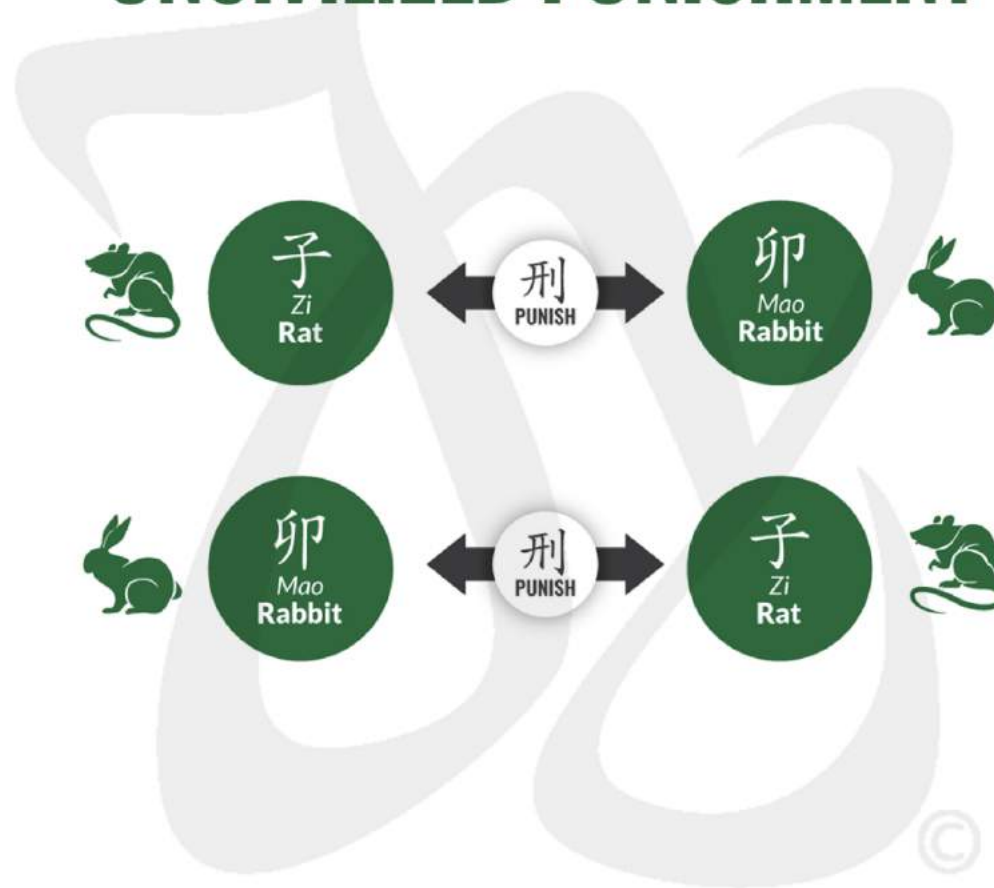 子
Zi
Rat
刑
PUNISH
卯
Mao
Rabbit
卯
Mao
Rabbit
刑
PUNISH
子
Zi
Rat
©